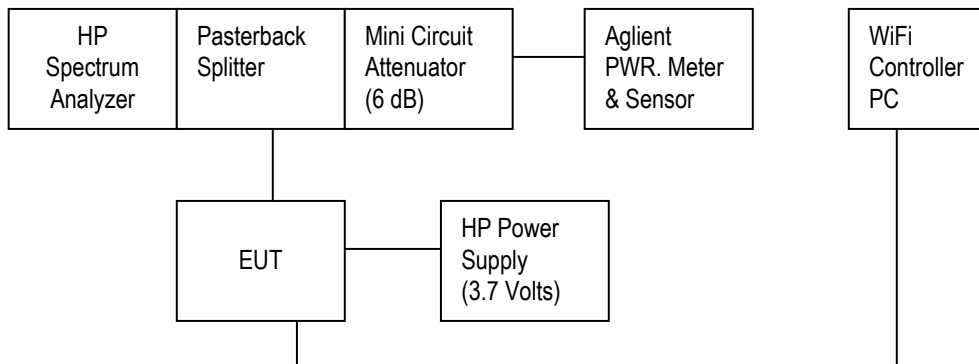 HP
Spectrum
Analyzer
Pasterback
Splitter
Mini Circuit
Attenuator
(6 dB)
Aglient
PWR. Meter
& Sensor
WiFi
Controller
PC
EUT
HP Power
Supply
(3.7 Volts)